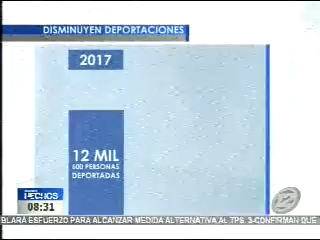 DISMINUYEN DEPORTACIONES
2017
12 MIL
600 PERSONAS
DEPORTADAS
HECHOS
08:31
BLARÁ ESFUERZO PARA ALCANZAR MEDIDA ALTERNATIVA,AL TPS. 3-CONFIRMAN QUE